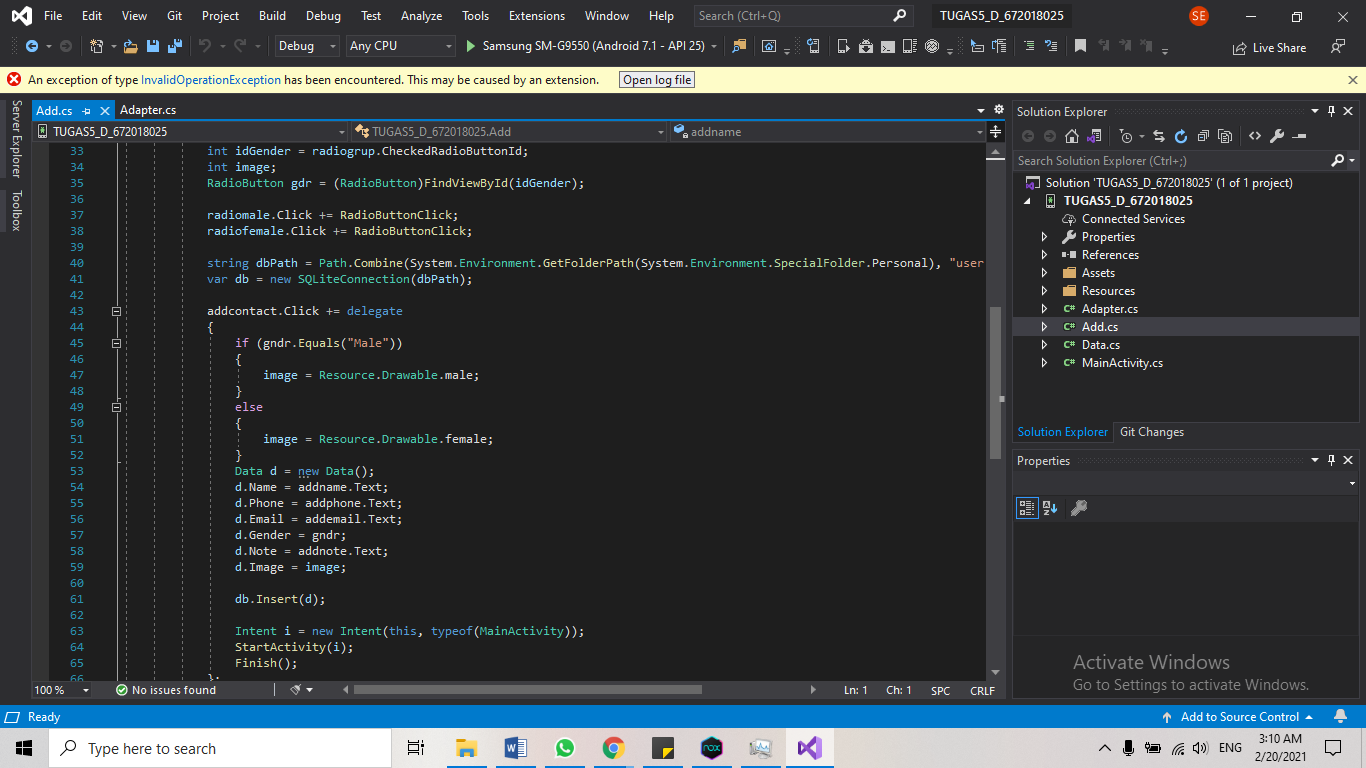 File Edit View Git Project Build Debug Test Analyze Tools Extensions Window Help Search (Ctrl+Q) TUGAS5_D_672018025 SE
Debug Any CPU Samsung SM-G9550 (Android 7.1 - API 25) Live Share
An exception of type InvalidOperationException has been encountered. This may be caused by an extension. Open log file
Server Explorer
Toolbox
Add.cs Adapter.cs
TUGAS5_D_672018025 TUGAS5_D_672018025.Add addname
33 int idGender = radiogrup.CheckedRadioButtonId;
34 int image;
35 RadioButton gdr = (RadioButton)FindViewById(idGender);
36
37 radiomale.Click += RadioButtonClick;
38 radiofemale.Click += RadioButtonClick;
39
40 string dbPath = Path.Combine(System.Environment.GetFolderPath(System.Environment.SpecialFolder.Personal), "user
41 var db = new SQLiteConnection(dbPath);
42
43 addcontact.Click += delegate
44 {
45 if (gndr.Equals("Male"))
46 {
47 image = Resource.Drawable.male;
48 }
49 else
50 {
51 image = Resource.Drawable.female;
52 }
53 Data d = new Data();
54 d.Name = addname.Text;
55 d.Phone = addphone.Text;
56 d.Email = addemail.Text;
57 d.Gender = gndr;
58 d.Note = addnote.Text;
59 d.Image = image;
60
61 db.Insert(d);
62
63 Intent i = new Intent(this, typeof(MainActivity));
64 StartActivity(i);
65 Finish();
66 };
100 % No issues found Ln: 1 Ch: 1 SPC CRLF
Solution Explorer
Search Solution Explorer (Ctrl+;)
Solution 'TUGAS5_D_672018025' (1 of 1 project)
TUGAS5_D_672018025
Connected Services
Properties
References
Assets
Resources
C# Adapter.cs
C# Add.cs
C# Data.cs
C# MainActivity.cs
Solution Explorer Git Changes
Properties
Activate Windows
Go to Settings to activate Windows.
Ready Add to Source Control
Type here to search
nox
ENG
3:10 AM
2/20/2021